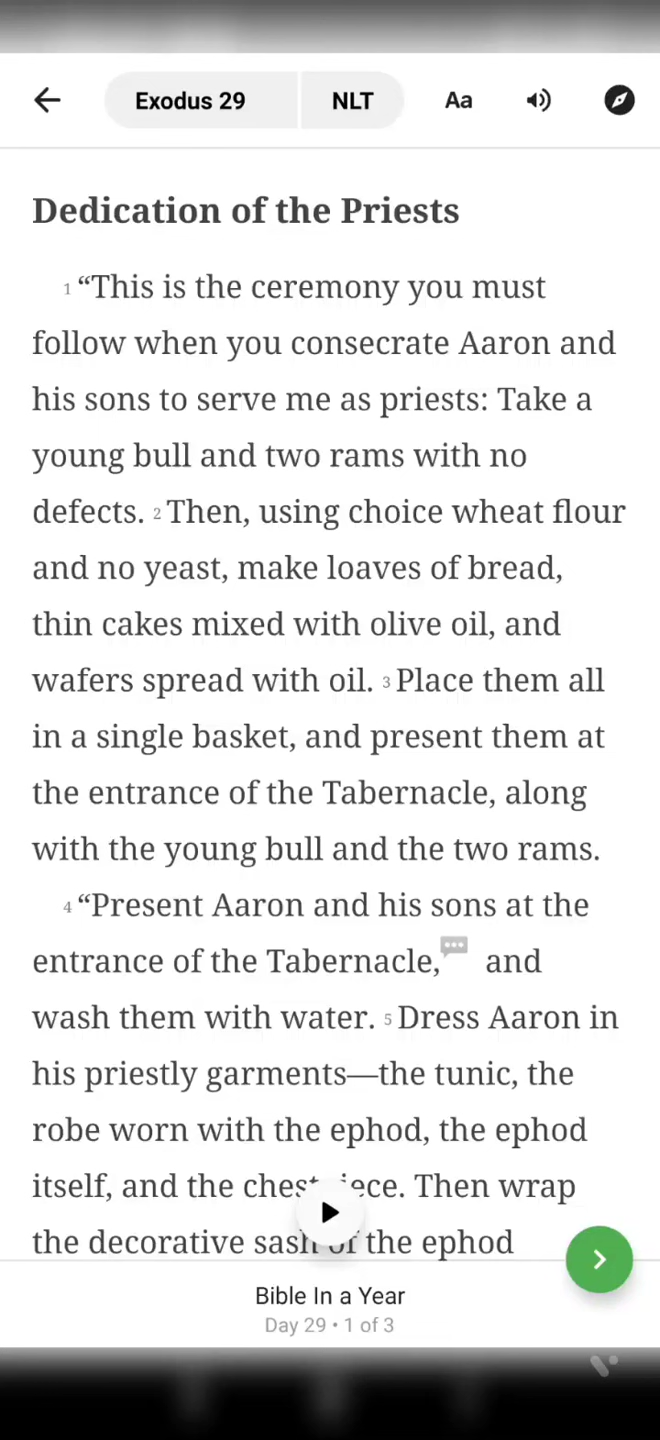 Exodus 29 NLT Aa
Dedication of the Priests
1 “This is the ceremony you must
follow when you consecrate Aaron and
his sons to serve me as priests: Take a
young bull and two rams with no
defects. 2 Then, using choice wheat flour
and no yeast, make loaves of bread,
thin cakes mixed with olive oil, and
wafers spread with oil. 3 Place them all
in a single basket, and present them at
the entrance of the Tabernacle, along
with the young bull and the two rams.
4 “Present Aaron and his sons at the
entrance of the Tabernacle, and
wash them with water. 5 Dress Aaron in
his priestly garments—the tunic, the
robe worn with the ephod, the ephod
itself, and the chestpiece. Then wrap
the decorative sash of the ephod
Bible In a Year
Day 29 • 1 of 3